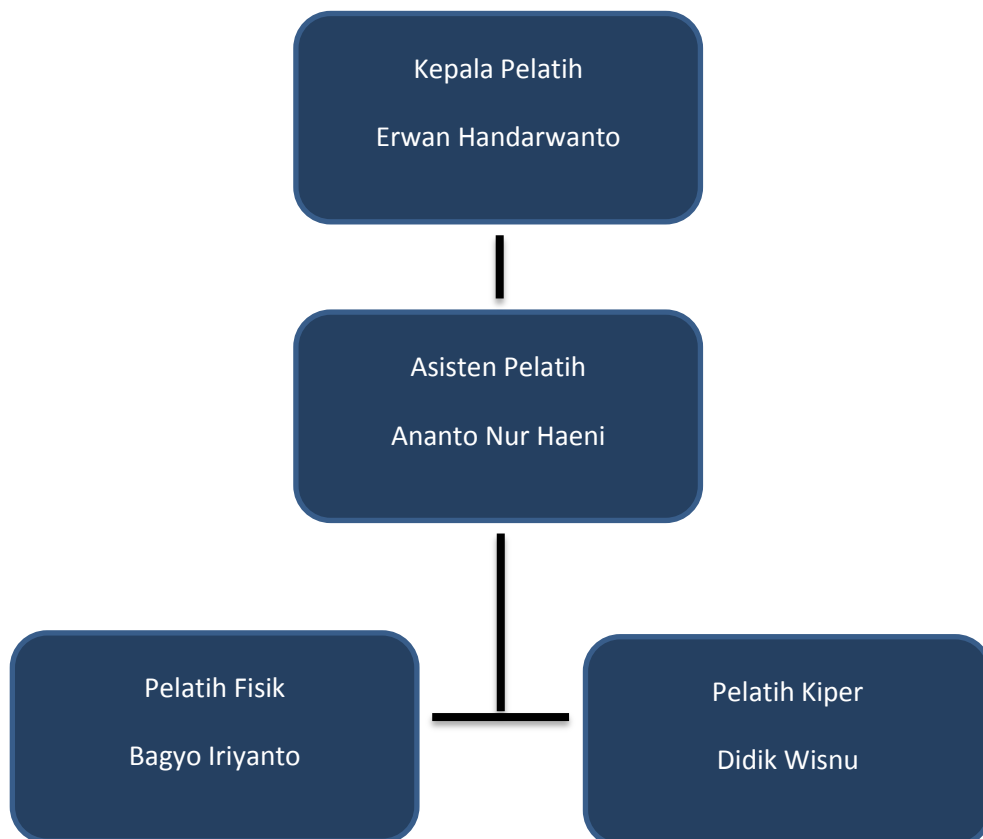 Kepala Pelatih
Erwan Handarwanto
Asisten Pelatih
Ananto Nur Haeni
Pelatih Fisik
Bagyo Iriyanto
Pelatih Kiper
Didik Wisnu